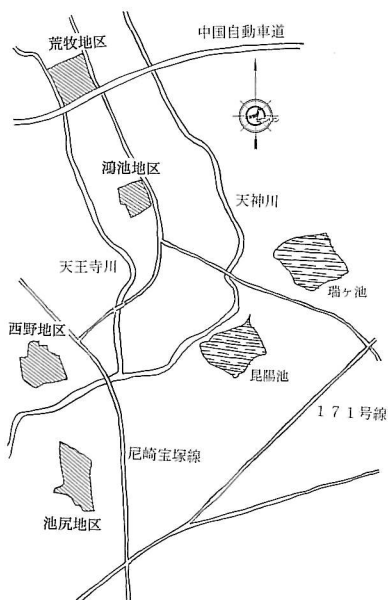 荒牧地区
中国自動車道
鴻池地区
天神川
天王寺川
瑞ヶ池
西野地区
昆陽池
171号線
尼崎宝塚線
池尻地区